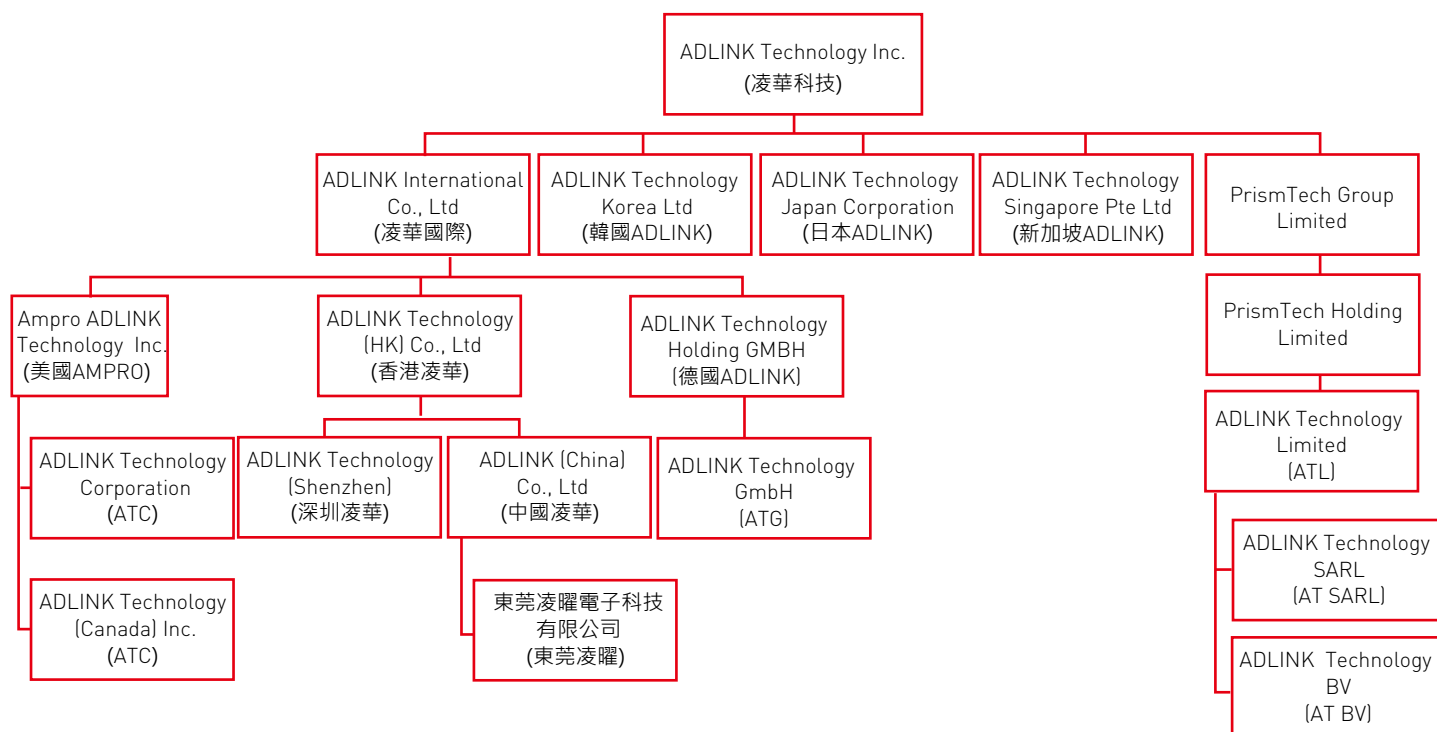 ADLINK Technology Inc.
(凌華科技)
ADLINK International
Co., Ltd
(凌華國際)
ADLINK Technology
Korea Ltd
(韓國ADLINK)
ADLINK Technology
Japan Corporation
(日本ADLINK)
ADLINK Technology
Singapore Pte Ltd
(新加坡ADLINK)
PrismTech Group
Limited
Ampro ADLINK
Technology Inc.
(美國AMPRO)
ADLINK Technology
(HK) Co., Ltd
(香港凌華)
ADLINK Technology
Holding GMBH
(德國ADLINK)
PrismTech Holding
Limited
ADLINK Technology
Corporation
(ATC)
ADLINK Technology
(Shenzhen)
(深圳凌華)
ADLINK (China)
Co., Ltd
(中國凌華)
ADLINK Technology
GmbH
(ATG)
ADLINK Technology
Limited
(ATL)
ADLINK Technology
(Canada) Inc.
(ATC)
東莞凌曜電子科技
有限公司
(東莞凌曜)
ADLINK Technology
SARL
(AT SARL)
ADLINK Technology
BV
(AT BV)